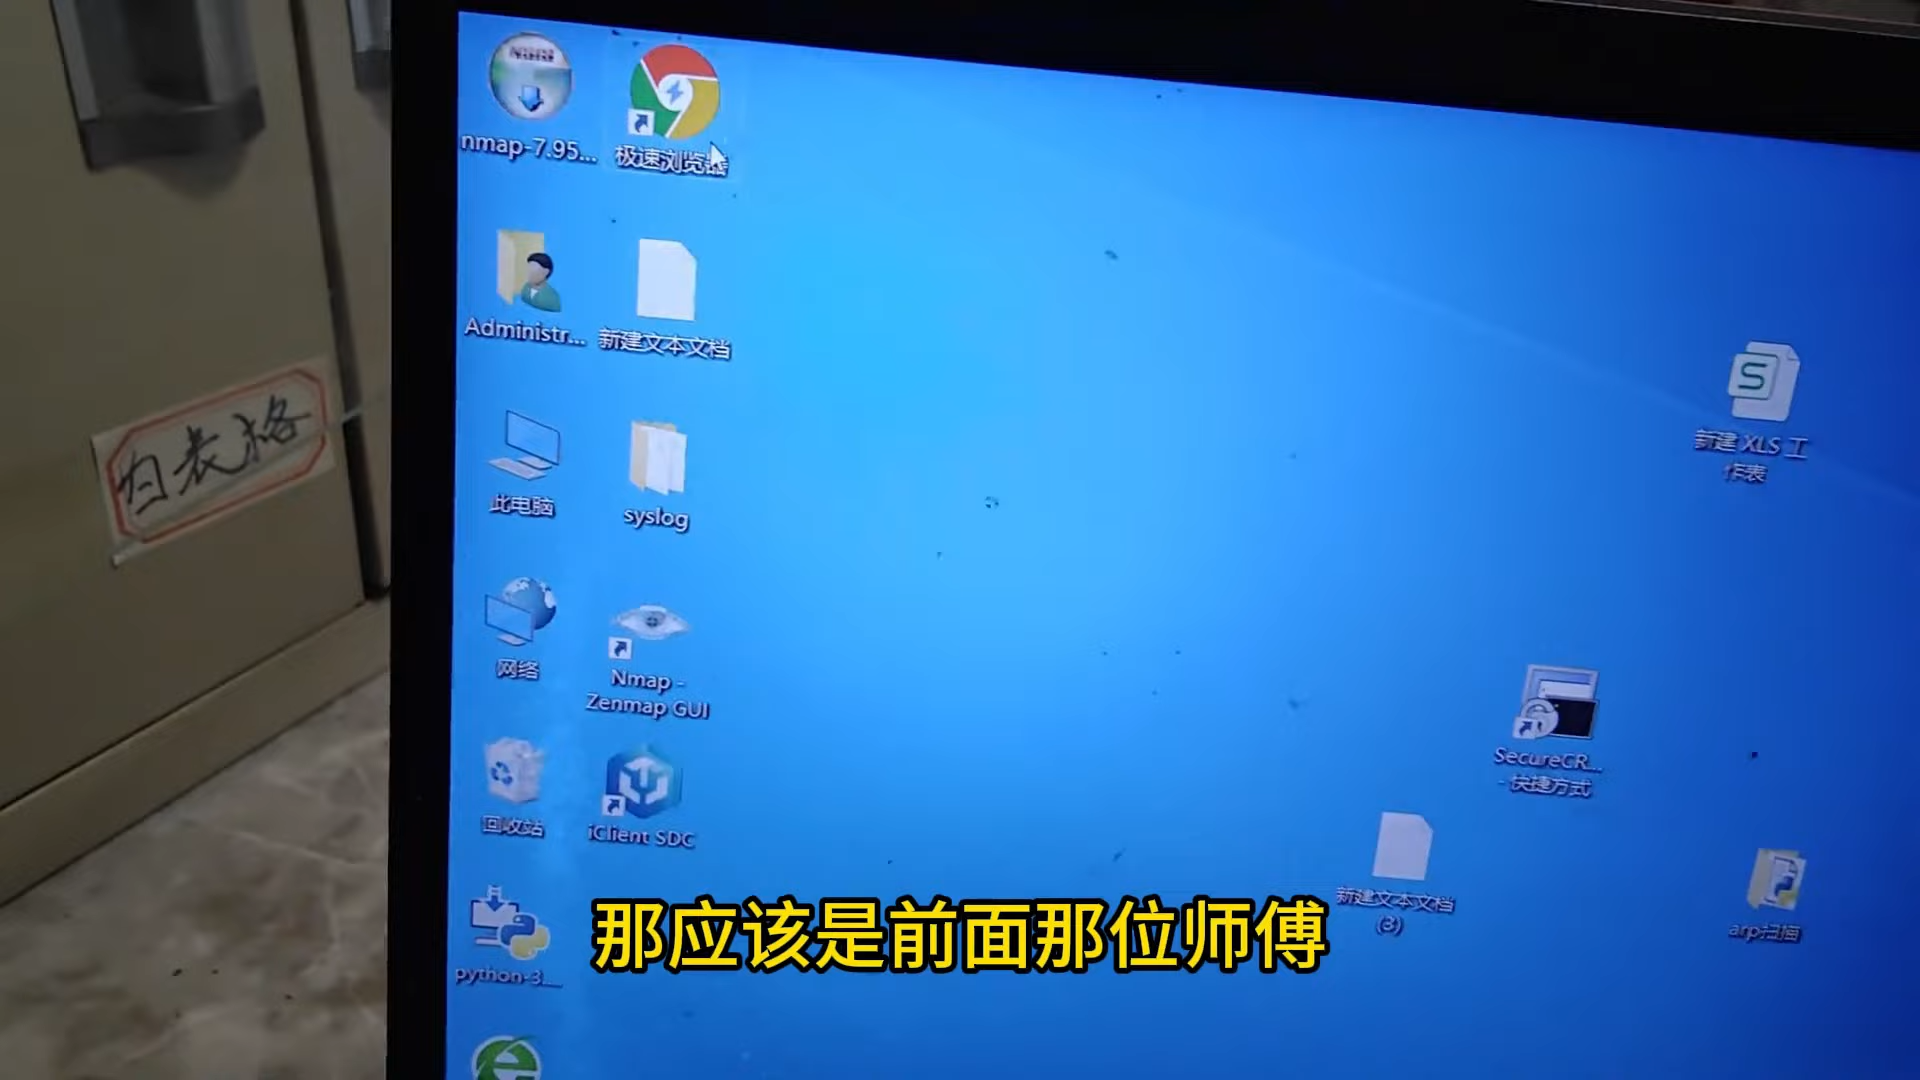 nmap-7.95...
极速浏览器
Administr...
新建文本文档
此电脑
syslog
网络
Nmap -
Zenmap GUI
回收站
iClient SDC
python-3....
新建 XLS 工
作表
SecureCR...
- 快捷方式
新建文本文档
(3)
arp扫描
表格
那应该是前面那位师傅